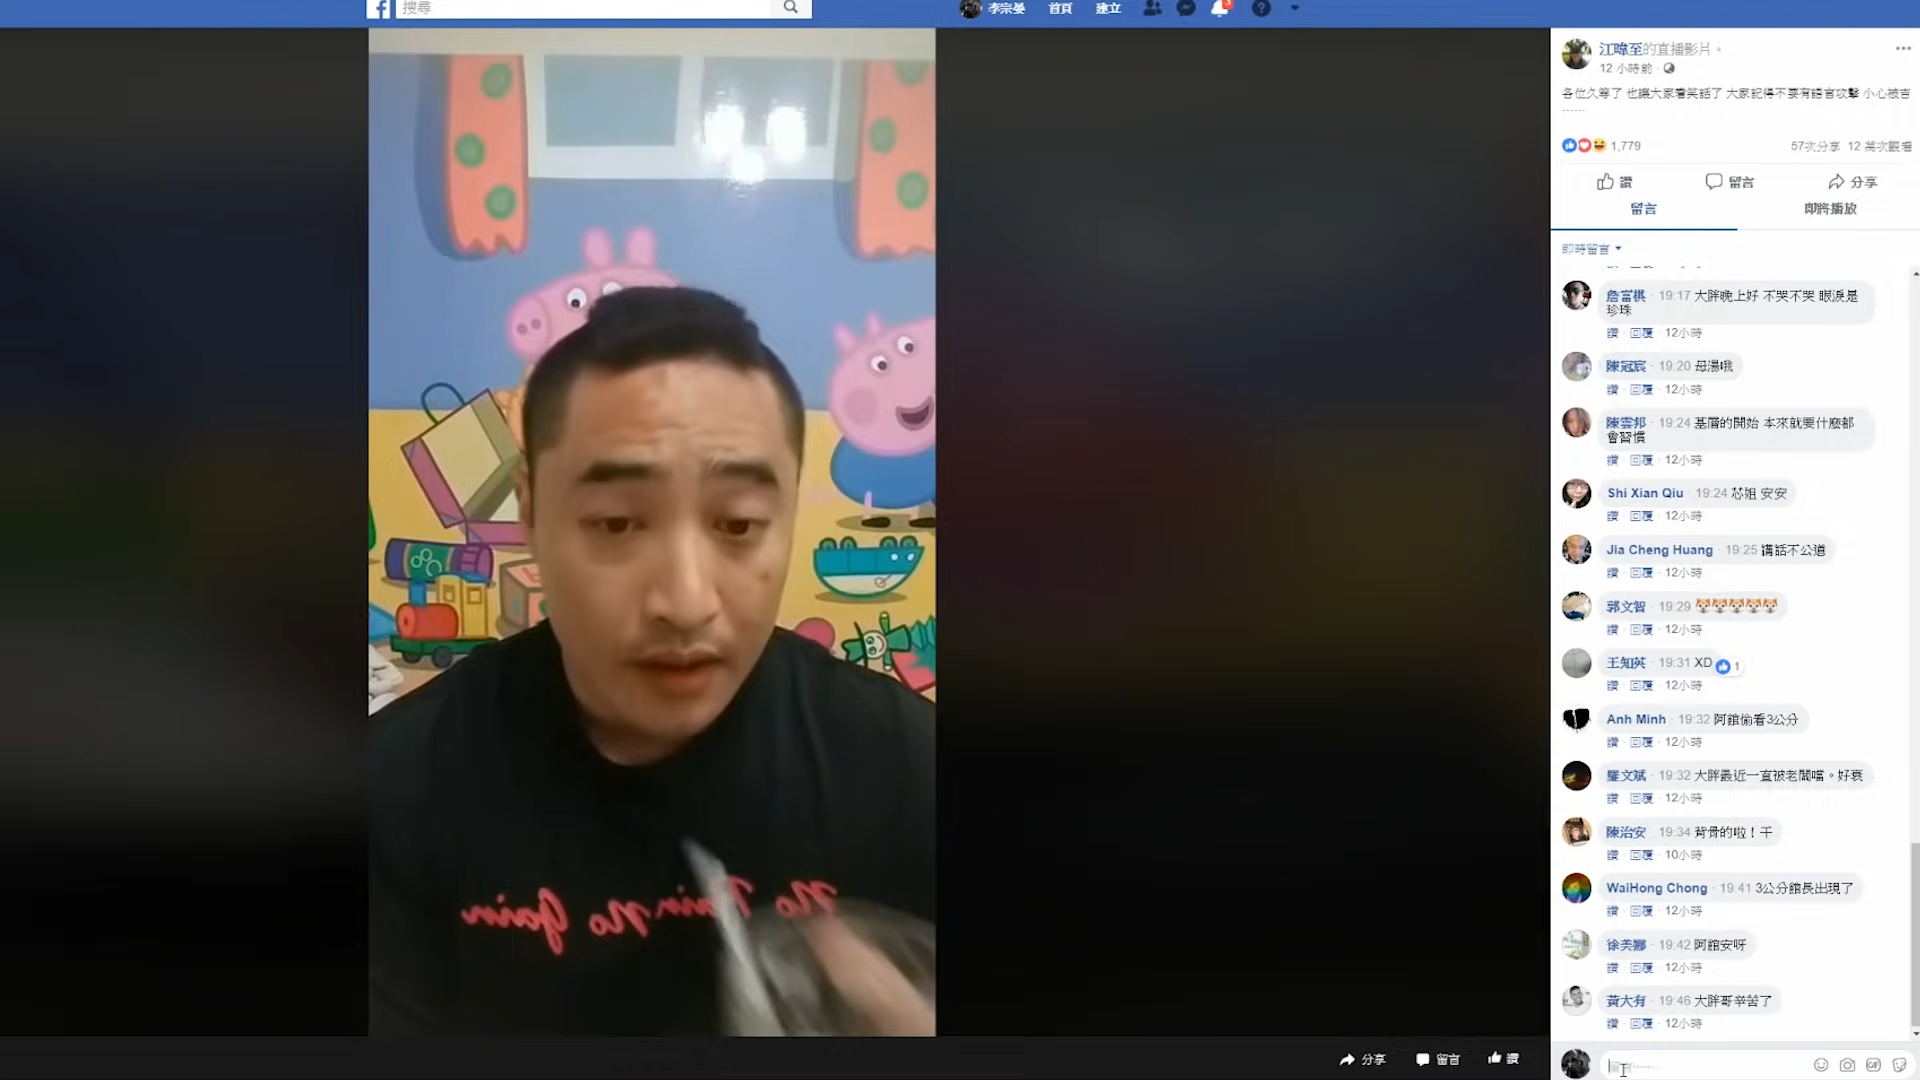 搜尋
李宗晏 首頁 建立
3
江暐至的直播影片。
12 小時前
各位久等了 也讓大家看笑話了 大家記得不要有語言攻擊 小心被告
......
1,779
57次分享 12 萬次觀看
讚 留言 分享
留言 即將播放
即時留言
詹富棋 · 19:17 大胖晚上好 不哭不哭 眼淚是
珍珠
讚 · 回覆 · 12小時
陳冠宸 · 19:20 母湯哦
讚 · 回覆 · 12小時
陳雲邦 · 19:24 基層的開始 本來就要什麼都
會習慣
讚 · 回覆 · 12小時
Shi Xian Qiu · 19:24 芯姐 安安
讚 · 回覆 · 12小時
Jia Cheng Huang · 19:25 講話不公道
讚 · 回覆 · 12小時
郭文智 · 19:29
讚 · 回覆 · 12小時
王知英 · 19:31 XD
1
讚 · 回覆 · 12小時
Anh Minh · 19:32 阿館偷看3公分
讚 · 回覆 · 12小時
羅文斌 · 19:32 大胖最近一直被老闆噹。好衰
讚 · 回覆 · 12小時
陳治安 · 19:34 背骨的啦！干
讚 · 回覆 · 10小時
WaiHong Chong · 19:41 3公分館長出現了
讚 · 回覆 · 12小時
徐美娜 · 19:42 阿館安呀
讚 · 回覆 · 12小時
黃大有 · 19:46 大胖哥辛苦了
讚 · 回覆 · 12小時
No Pain No Gain
分享 留言 讚